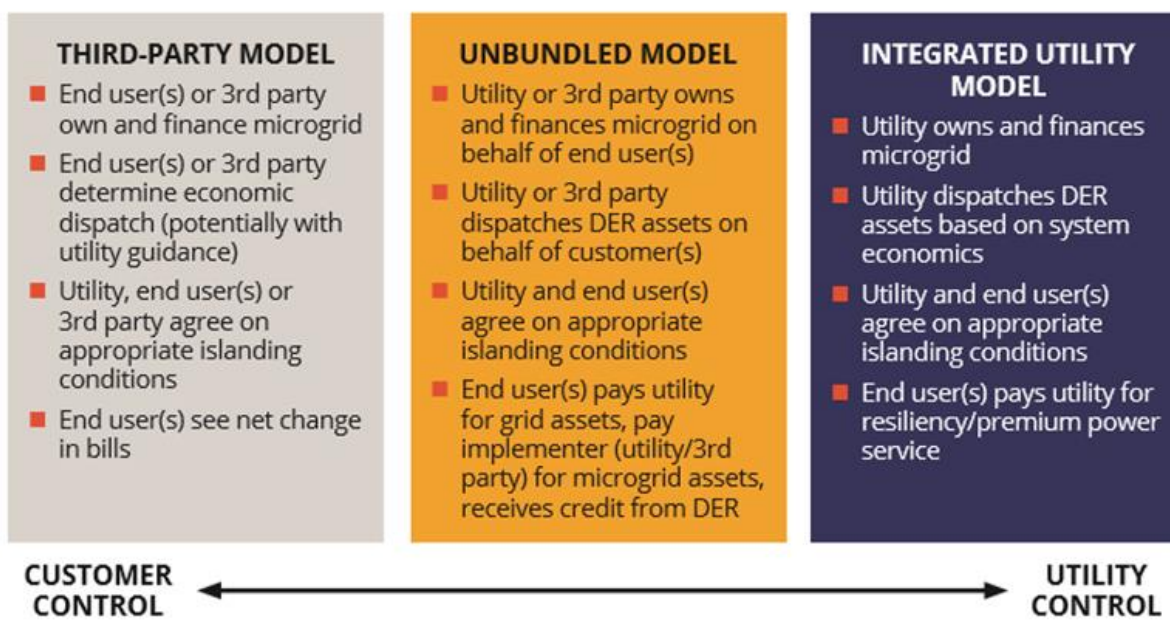 THIRD-PARTY MODEL
End user(s) or 3rd party
own and finance microgrid
End user(s) or 3rd party
determine economic
dispatch (potentially with
utility guidance)
Utility, end user(s) or
3rd party agree on
appropriate islanding
conditions
End user(s) see net change
in bills
UNBUNDLED MODEL
Utility or 3rd party owns
and finances microgrid on
behalf of end user(s)
Utility or 3rd party
dispatches DER assets on
behalf of customer(s)
Utility and end user(s)
agree on appropriate
islanding conditions
End user(s) pays utility
for grid assets, pay
implementer (utility/3rd
party) for microgrid assets,
receives credit from DER
INTEGRATED UTILITY
MODEL
Utility owns and finances
microgrid
Utility dispatches DER
assets based on system
economics
Utility and end user(s)
agree on appropriate
islanding conditions
End user(s) pays utility for
resiliency/premium power
service
CUSTOMER
CONTROL
UTILITY
CONTROL